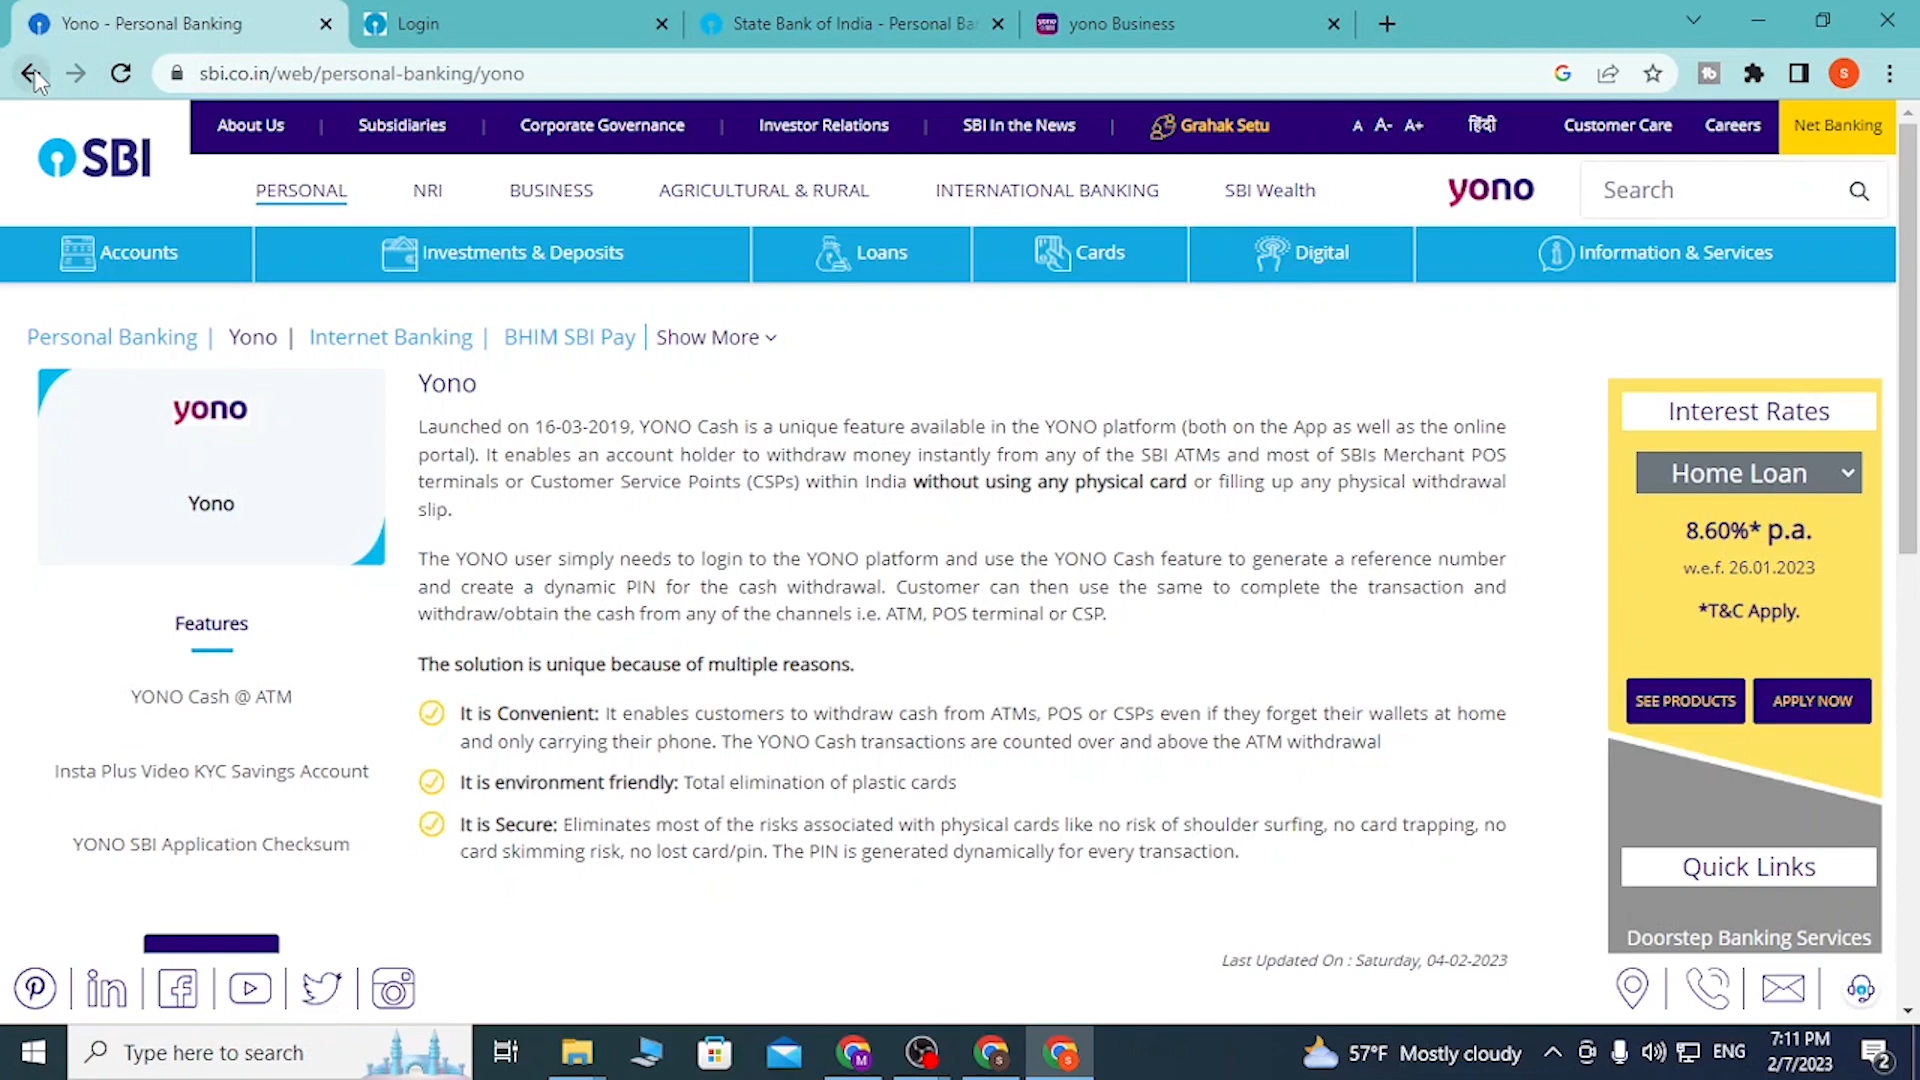 Yono - Personal Banking
Login
State Bank of India - Personal Ba
yono Business
sbi.co.in/web/personal-banking/yono
S
SBI
About Us | Subsidiaries | Corporate Governance | Investor Relations | SBI In the News | Grahak Setu
A A- A+ हिंदी Customer Care Careers Net Banking
PERSONAL NRI BUSINESS AGRICULTURAL & RURAL INTERNATIONAL BANKING SBI Wealth yono Search
Accounts Investments & Deposits Loans Cards Digital Information & Services
Personal Banking | Yono | Internet Banking | BHIM SBI Pay | Show More
yono
Yono
Features
YONO Cash @ ATM
Insta Plus Video KYC Savings Account
YONO SBI Application Checksum
Yono
Launched on 16-03-2019, YONO Cash is a unique feature available in the YONO platform (both on the App as well as the online
portal). It enables an account holder to withdraw money instantly from any of the SBI ATMs and most of SBIs Merchant POS
terminals or Customer Service Points (CSPs) within India without using any physical card or filling up any physical withdrawal
slip.
The YONO user simply needs to login to the YONO platform and use the YONO Cash feature to generate a reference number
and create a dynamic PIN for the cash withdrawal. Customer can then use the same to complete the transaction and
withdraw/obtain the cash from any of the channels i.e. ATM, POS terminal or CSP.
The solution is unique because of multiple reasons.
It is Convenient: It enables customers to withdraw cash from ATMs, POS or CSPs even if they forget their wallets at home
and only carrying their phone. The YONO Cash transactions are counted over and above the ATM withdrawal
It is environment friendly: Total elimination of plastic cards
It is Secure: Eliminates most of the risks associated with physical cards like no risk of shoulder surfing, no card trapping, no
card skimming risk, no lost card/pin. The PIN is generated dynamically for every transaction.
Last Updated On : Saturday, 04-02-2023
Interest Rates
Home Loan
8.60%* p.a.
w.e.f. 26.01.2023
*T&C Apply.
SEE PRODUCTS APPLY NOW
Quick Links
Doorstep Banking Services
Type here to search
57°F Mostly cloudy
ENG
7:11 PM
2/7/2023
2